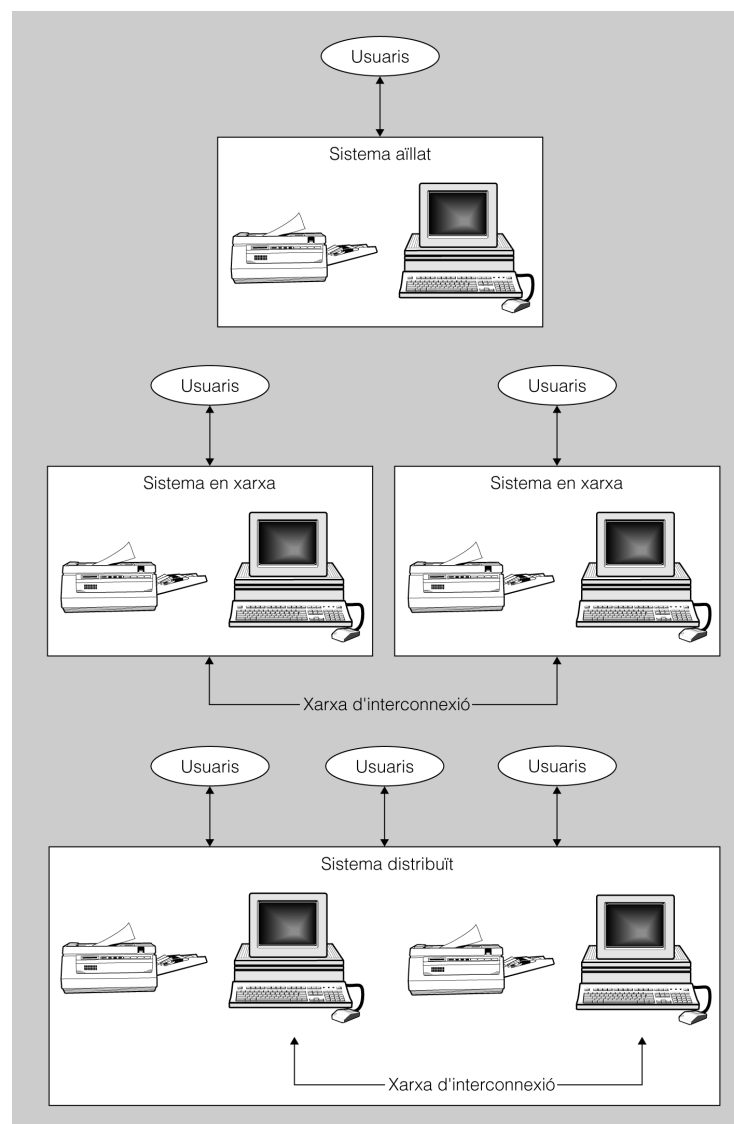 Usuaris
Sistema aïllat
Usuaris
Usuaris
Sistema en xarxa
Sistema en xarxa
Xarxa d'interconnexió
Usuaris
Usuaris
Usuaris
Sistema distribuït
Xarxa d'interconnexió